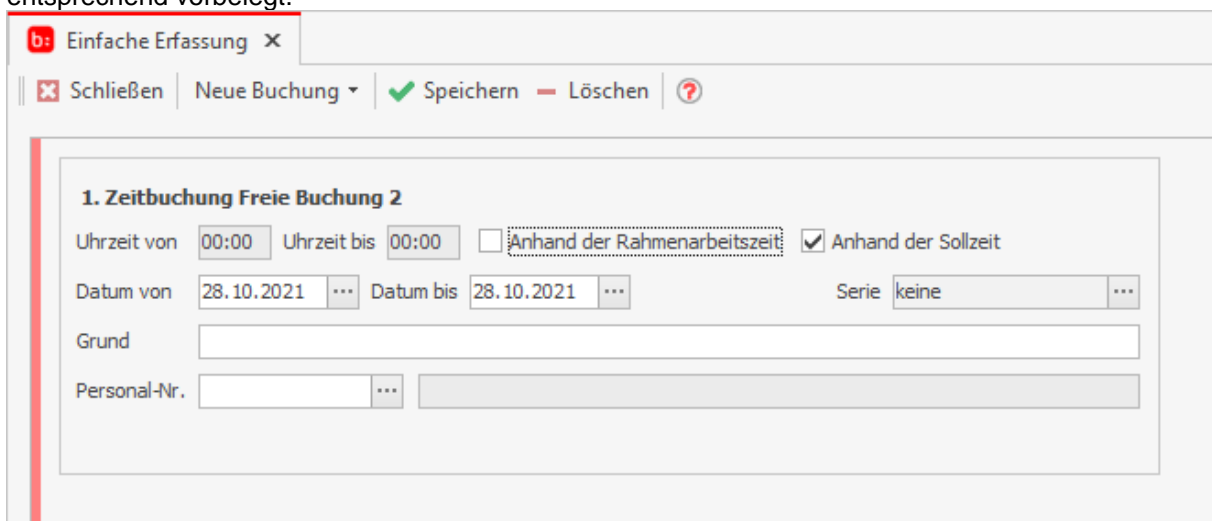 entsprechend vorbelegt.
b: Einfache Erfassung
Schließen Neue Buchung Speichern Löschen ?
1. Zeitbuchung Freie Buchung 2
Uhrzeit von 00:00 Uhrzeit bis 00:00 Anhand der Rahmenarbeitszeit Anhand der Sollzeit
Datum von 28.10.2021 ... Datum bis 28.10.2021 ... Serie keine ...
Grund
Personal-Nr. ...